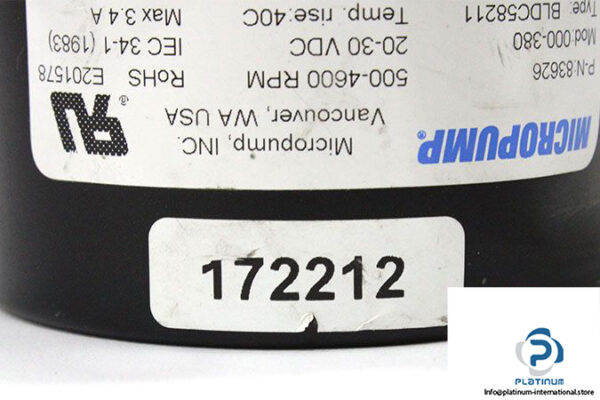 MICROPUMP®
Micropump, INC.
Vancouver, WA USA
P-N:83626
Mod:000-380
Type: BLDC58211
500-4600 RPM
20-30 VDC
Temp. rise:40C
RoHS E201578
IEC 34-1 (1983)
Max 3.4 A
172212
P
PLATINUM
Info@platinum-international.store